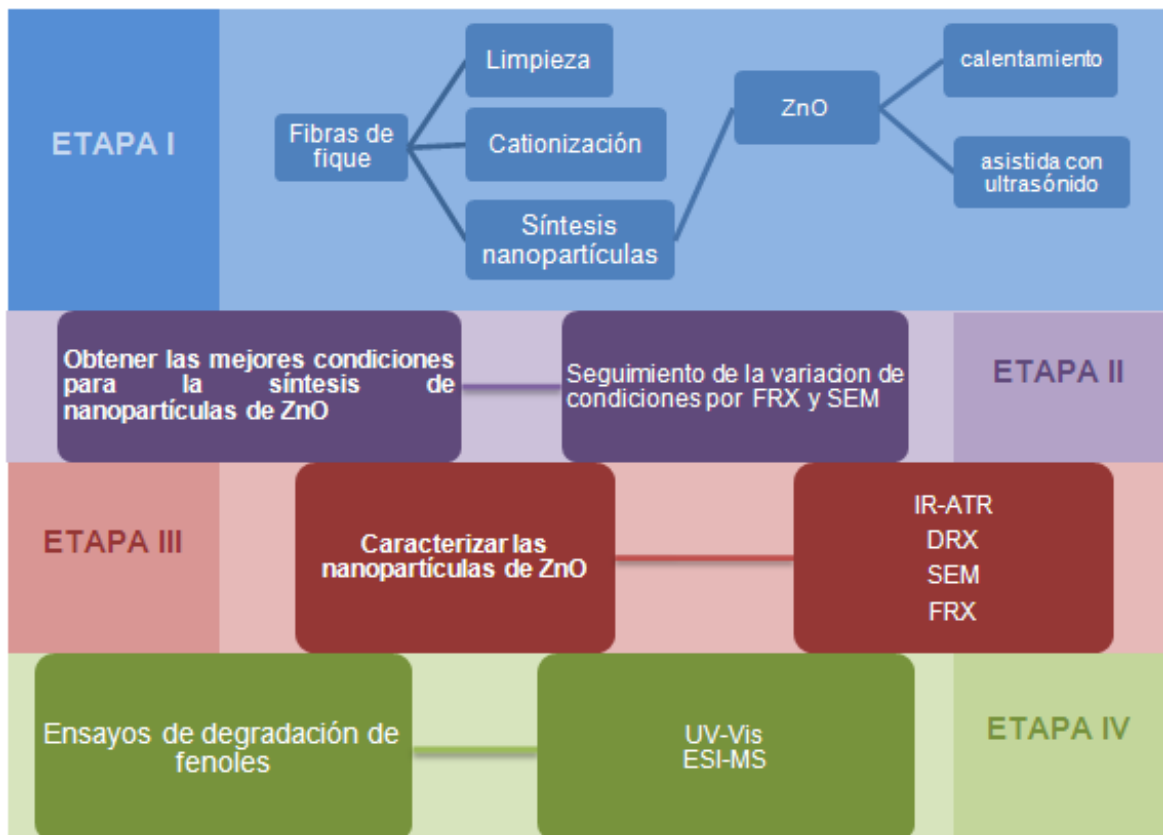 ETAPA I
Fibras de
fique
Limpieza
Cationización
Síntesis
nanopartículas
ZnO
calentamiento
asistida con
ultrasónido
Obtener las mejores condiciones
para la síntesis de
nanopartículas de ZnO
Seguimiento de la variacion de
condiciones por FRX y SEM
ETAPA II
ETAPA III
Caracterizar las
nanopartículas de ZnO
IR-ATR
DRX
SEM
FRX
Ensayos de degradación de
fenoles
UV-Vis
ESI-MS
ETAPA IV